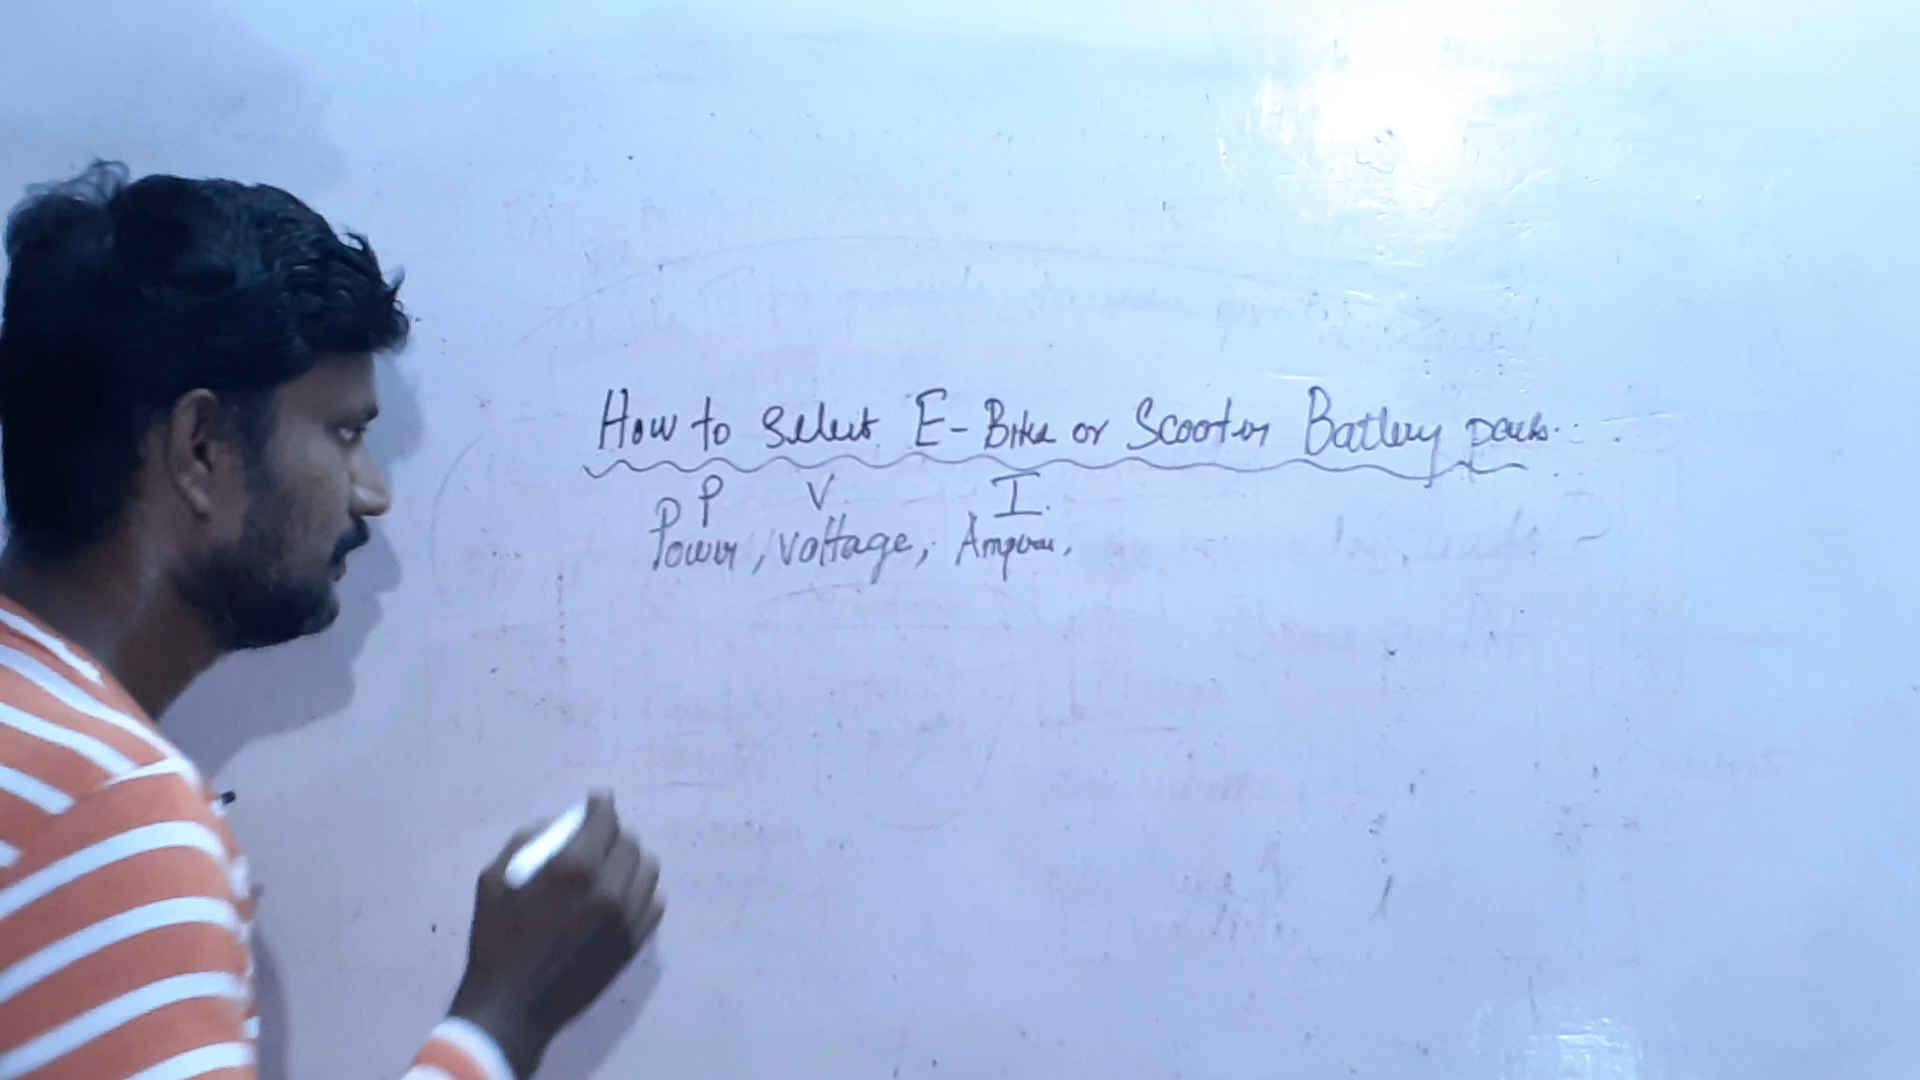 How to Select E-Bike or Scooter Battery pack..
P V I.
Power, Voltage, Ampere,